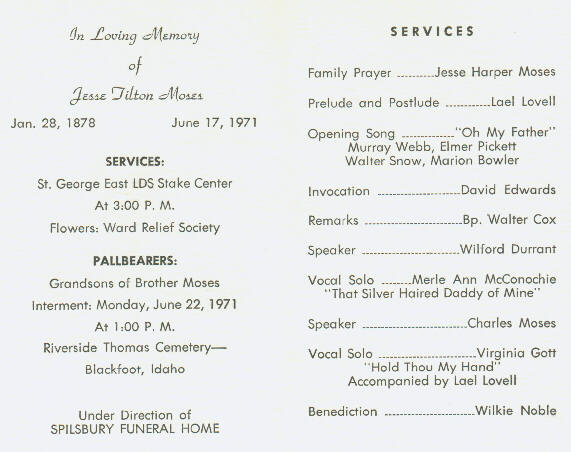 In Loving Memory
of
Jesse Tilton Moses
Jan. 28, 1878 June 17, 1971
SERVICES:
St. George East LDS Stake Center
At 3:00 P. M.
Flowers: Ward Relief Society
PALLBEARERS:
Grandsons of Brother Moses
Interment: Monday, June 22, 1971
At 1:00 P. M.
Riverside Thomas Cemetery—
Blackfoot, Idaho
Under Direction of
SPILSBURY FUNERAL HOME
SERVICES
Family Prayer ..........Jesse Harper Moses
Prelude and Postlude ............Lael Lovell
Opening Song ..............."Oh My Father"
Murray Webb, Elmer Pickett
Walter Snow, Marion Bowler
Invocation ..........................David Edwards
Remarks ...........................Bp. Walter Cox
Speaker ...........................Wilford Durrant
Vocal Solo ........Merle Ann McConochie
"That Silver Haired Daddy of Mine"
Speaker .............................Charles Moses
Vocal Solo ..........................Virginia Gott
"Hold Thou My Hand"
Accompanied by Lael Lovell
Benediction .........................Wilkie Noble